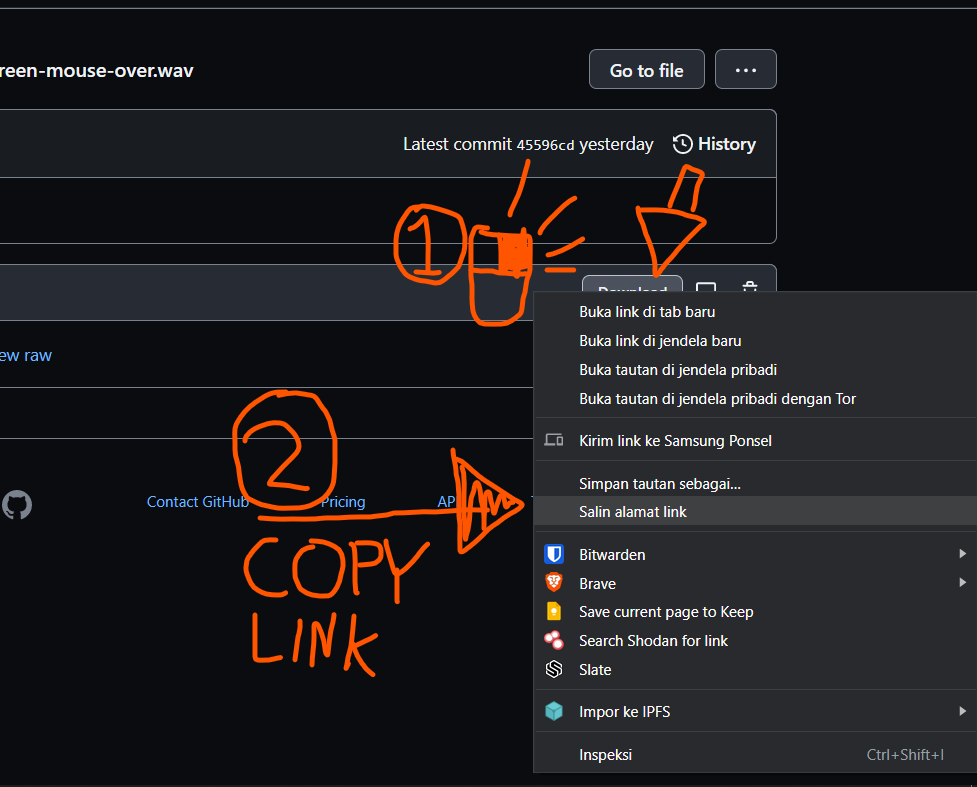 reen-mouse-over.wav
Go to file
...
Latest commit 45596cd yesterday
History
1
Download
ew raw
Buka link di tab baru
Buka link di jendela baru
Buka tautan di jendela pribadi
Buka tautan di jendela pribadi dengan Tor
Kirim link ke Samsung Ponsel
Simpan tautan sebagai...
Salin alamat link
2
Contact GitHub
Pricing
AP
COPY
LINK
Bitwarden
Brave
Save current page to Keep
Search Shodan for link
Slate
Impor ke IPFS
Inspeksi
Ctrl+Shift+I